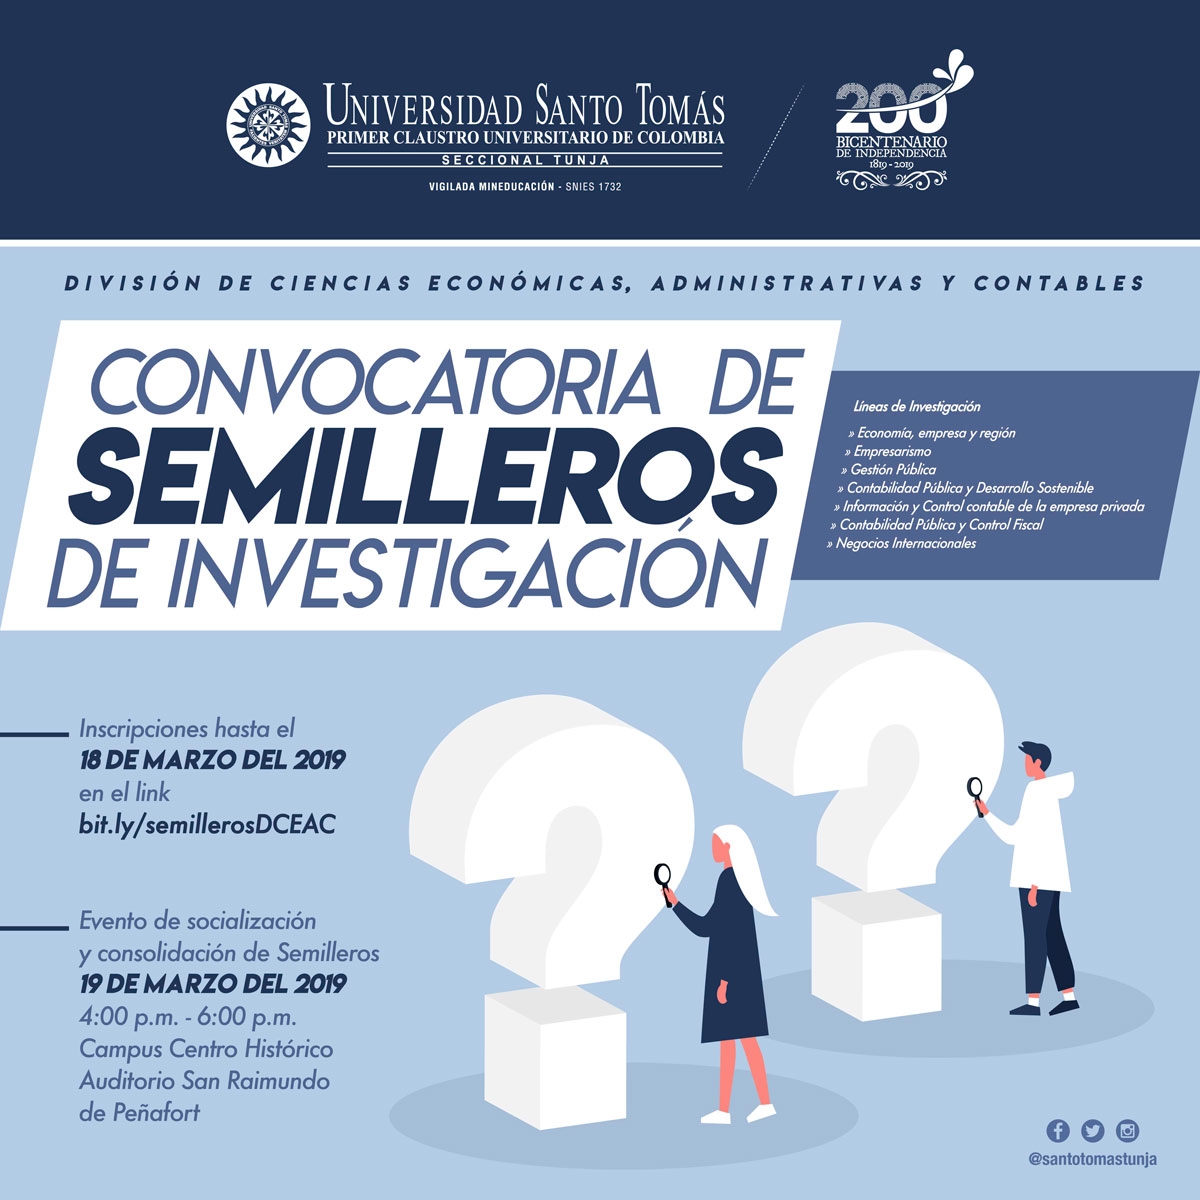 UNIVERSIDAD SANTO TOMÁS
PRIMER CLAUSTRO UNIVERSITARIO DE COLOMBIA
SECCIONAL TUNJA
VIGILADA MINEDUCACIÓN - SNIES 1732
200
BICENTENARIO
DE INDEPENDENCIA
1819-2019
DIVISIÓN DE CIENCIAS ECONÓMICAS, ADMINISTRATIVAS Y CONTABLES
CONVOCATORIA DE
SEMILLEROS
DE INVESTIGACIÓN
Líneas de Investigación
» Economía, empresa y región
» Empresarismo
» Gestión Pública
» Contabilidad Pública y Desarrollo Sostenible
» Información y Control contable de la empresa privada
» Contabilidad Pública y Control Fiscal
» Negocios Internacionales
Inscripciones hasta el
18 DE MARZO DEL 2019
en el link
bit.ly/semillerosDCEAC
Evento de socialización
y consolidación de Semilleros
19 DE MARZO DEL 2019
4:00 p.m. - 6:00 p.m.
Campus Centro Histórico
Auditorio San Raimundo
de Peñafort
@santotomastunja